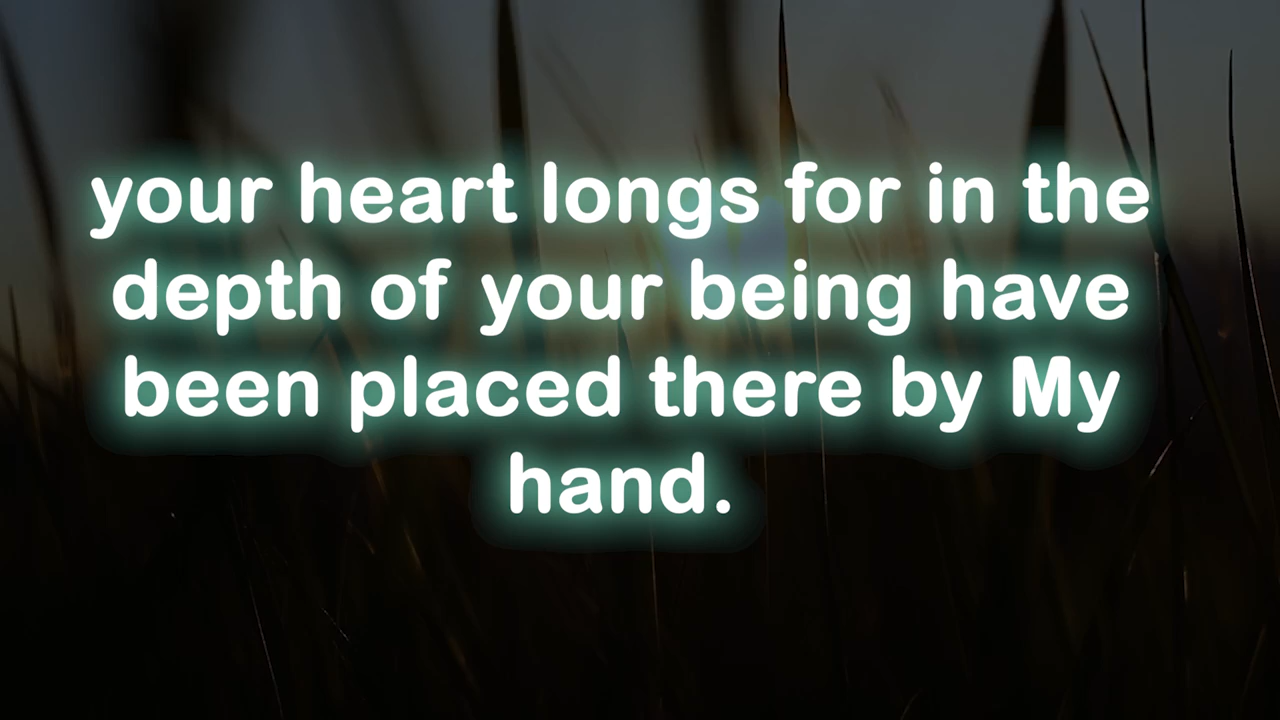 your heart longs for in the
depth of your being have
been placed there by My
hand.